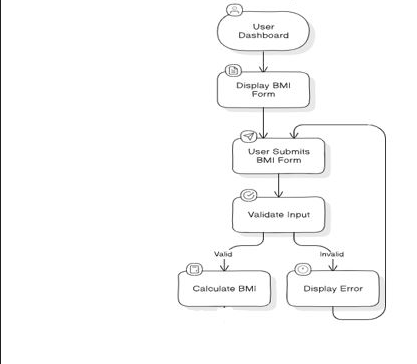 User
Dashboard
Display BMI
Form
User Submits
BMI Form
Validate Input
Valid
Invalid
Calculate BMI
Display Error